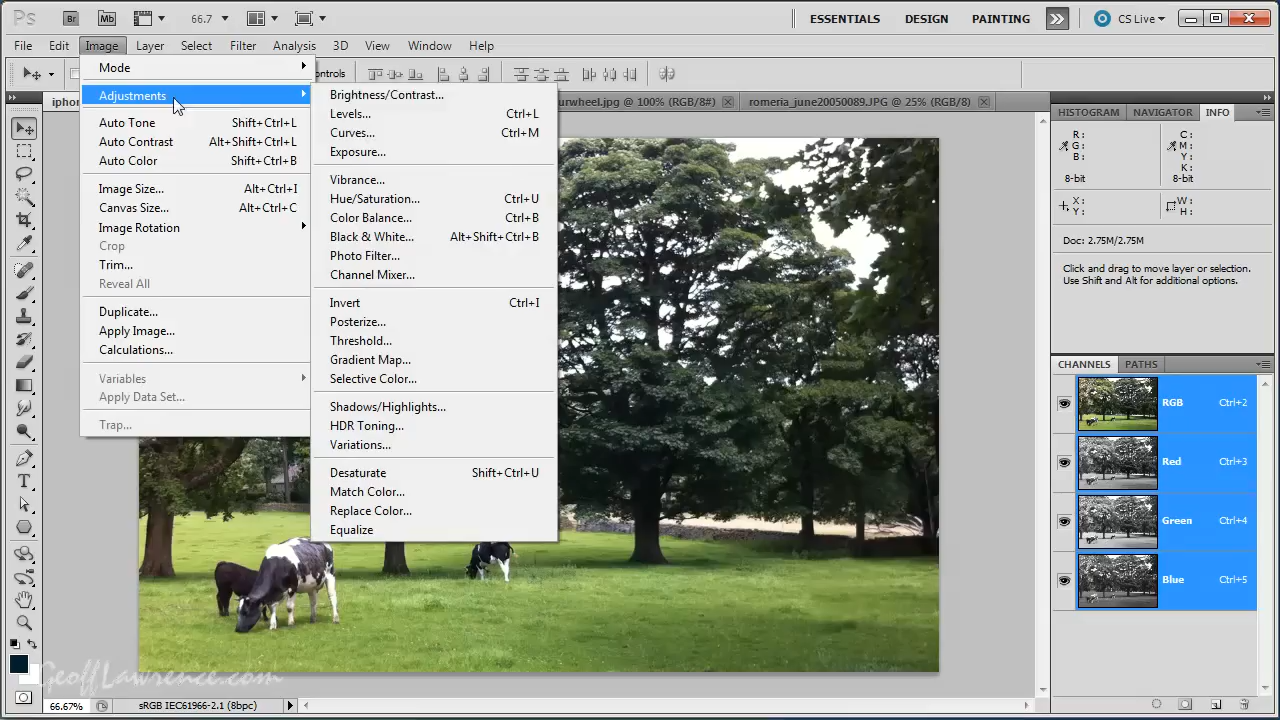 Ps Br Mb 66.7 ESSENTIALS DESIGN PAINTING CS Live
File Edit Image Layer Select Filter Analysis 3D View Window Help
Mode
Adjustments
Auto Tone Shift+Ctrl+L
Auto Contrast Alt+Shift+Ctrl+L
Auto Color Shift+Ctrl+B
Image Size... Alt+Ctrl+I
Canvas Size... Alt+Ctrl+C
Image Rotation
Crop
Trim...
Reveal All
Duplicate...
Apply Image...
Calculations...
Variables
Apply Data Set...
Trap...
ontrols
iphon
urwheel.jpg @ 100% (RGB/8#) romeria_june20050089.JPG @ 25% (RGB/8)
Brightness/Contrast...
Levels... Ctrl+L
Curves... Ctrl+M
Exposure...
Vibrance...
Hue/Saturation... Ctrl+U
Color Balance... Ctrl+B
Black & White... Alt+Shift+Ctrl+B
Photo Filter...
Channel Mixer...
Invert Ctrl+I
Posterize...
Threshold...
Gradient Map...
Selective Color...
Shadows/Highlights...
HDR Toning...
Variations...
Desaturate Shift+Ctrl+U
Match Color...
Replace Color...
Equalize
HISTOGRAM NAVIGATOR INFO
R: C:
G: M:
B: Y:
K:
8-bit 8-bit
X: W:
Y: H:
Doc: 2.75M/2.75M
Click and drag to move layer or selection.
Use Shift and Alt for additional options.
CHANNELS PATHS
RGB Ctrl+2
Red Ctrl+3
Green Ctrl+4
Blue Ctrl+5
GeoffLawrence.com
66.67% sRGB IEC61966-2.1 (8bpc)